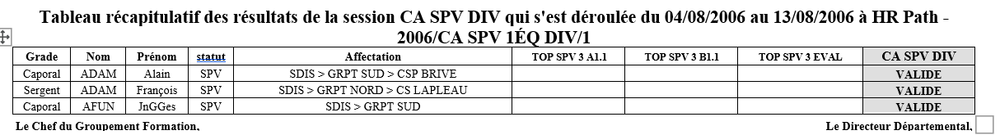 Tableau récapitulatif des résultats de la session CA SPV DIV qui s'est déroulée du 04/08/2006 au 13/08/2006 à HR Path -
2006/CA SPV 1ÉQ DIV/1
Grade Nom Prénom statut Affectation TOP SPV 3 A1.1 TOP SPV 3 B1.1 TOP SPV 3 EVAL CA SPV DIV
Caporal ADAM Alain SPV SDIS > GRPT SUD > CSP BRIVE VALIDE
Sergent ADAM François SPV SDIS > GRPT NORD > CS LAPLEAU VALIDE
Caporal AFUN JnGGes SPV SDIS > GRPT SUD VALIDE
Le Chef du Groupement Formation, Le Directeur Départemental,